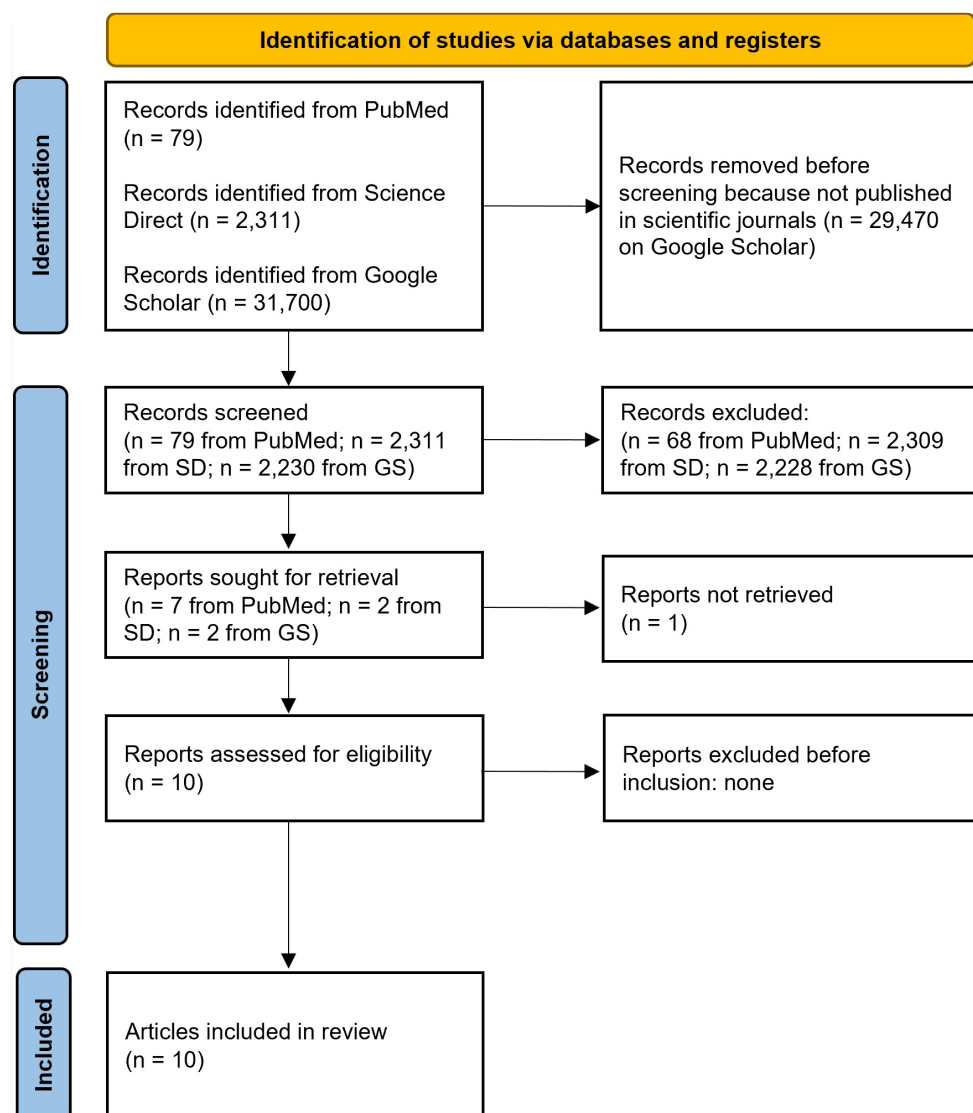 Identification of studies via databases and registers
Identification
Records identified from PubMed
(n = 79)
Records identified from Science
Direct (n = 2,311)
Records identified from Google
Scholar (n = 31,700)
Records removed before
screening because not published
in scientific journals (n = 29,470
on Google Scholar)
Screening
Records screened
(n = 79 from PubMed; n = 2,311
from SD; n = 2,230 from GS)
Records excluded:
(n = 68 from PubMed; n = 2,309
from SD; n = 2,228 from GS)
Reports sought for retrieval
(n = 7 from PubMed; n = 2 from
SD; n = 2 from GS)
Reports not retrieved
(n = 1)
Reports assessed for eligibility
(n = 10)
Reports excluded before
inclusion: none
Included
Articles included in review
(n = 10)